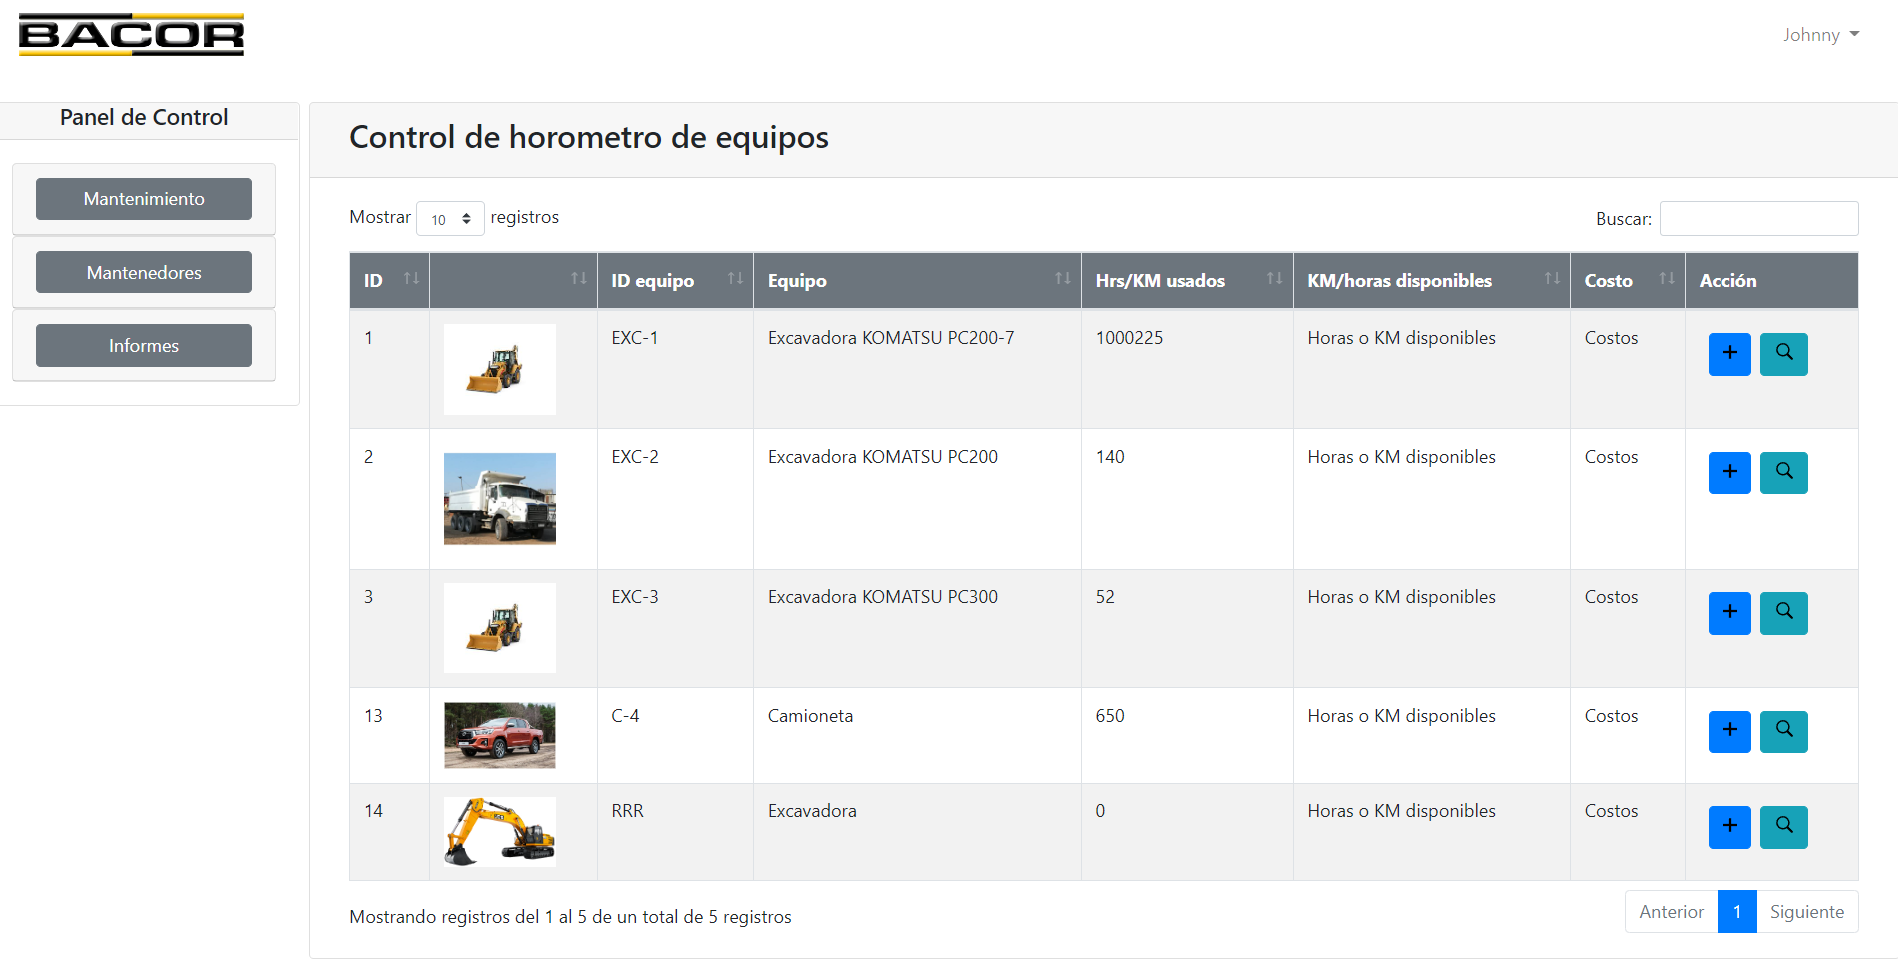 BACOR
Johnny
Panel de Control
Mantenimiento
Mantenedores
Informes
Control de horometro de equipos
Mostrar 10 registros
Buscar:
ID ID equipo Equipo Hrs/KM usados KM/horas disponibles Costo Acción
1 EXC-1 Excavadora KOMATSU PC200-7 1000225 Horas o KM disponibles Costos
2 EXC-2 Excavadora KOMATSU PC200 140 Horas o KM disponibles Costos
3 EXC-3 Excavadora KOMATSU PC300 52 Horas o KM disponibles Costos
13 C-4 Camioneta 650 Horas o KM disponibles Costos
14 RRR Excavadora 0 Horas o KM disponibles Costos
Mostrando registros del 1 al 5 de un total de 5 registros
Anterior 1 Siguiente